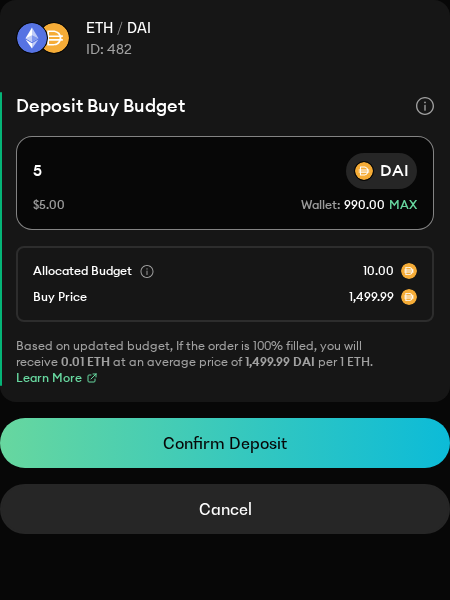 ETH / DAI
ID: 482
Deposit Buy Budget
5 DAI
$5.00 Wallet: 990.00 MAX
Allocated Budget 10.00
Buy Price 1,499.99
Based on updated budget, If the order is 100% filled, you will
receive 0.01 ETH at an average price of 1,499.99 DAI per 1 ETH.
Learn More
Confirm Deposit
Cancel